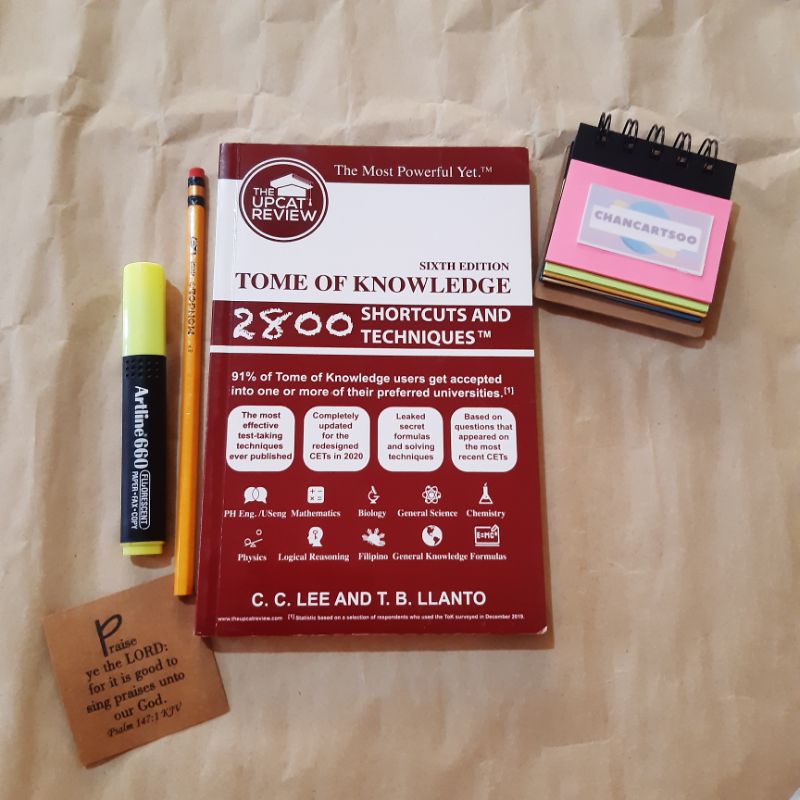 THE
UPCAT
REVIEW
The Most Powerful Yet.™
SIXTH EDITION
TOME OF KNOWLEDGE
2800 SHORTCUTS AND
TECHNIQUES™
91% of Tome of Knowledge users get accepted
into one or more of their preferred universities.[1]
The most
effective
test-taking
techniques
ever published
Completely
updated
for the
redesigned
CETs in 2020
Leaked
secret
formulas
and solving
techniques
Based on
questions that
appeared on
the most
recent CETs
PH Eng./USeng Mathematics Biology General Science Chemistry
E=MC²
Physics Logical Reasoning Filipino General Knowledge Formulas
C. C. LEE AND T. B. LLANTO
www.theupcatreview.com [1] Statistic based on a selection of respondents who used the ToK surveyed in December 2019.
CHANCARTSOO
MONGOL
Artline 660
FLUORESCENT
PAPER•FAX•COPY
Praise
ye the LORD:
for it is good to
sing praises unto
our God.
Psalm 147:1 KJV